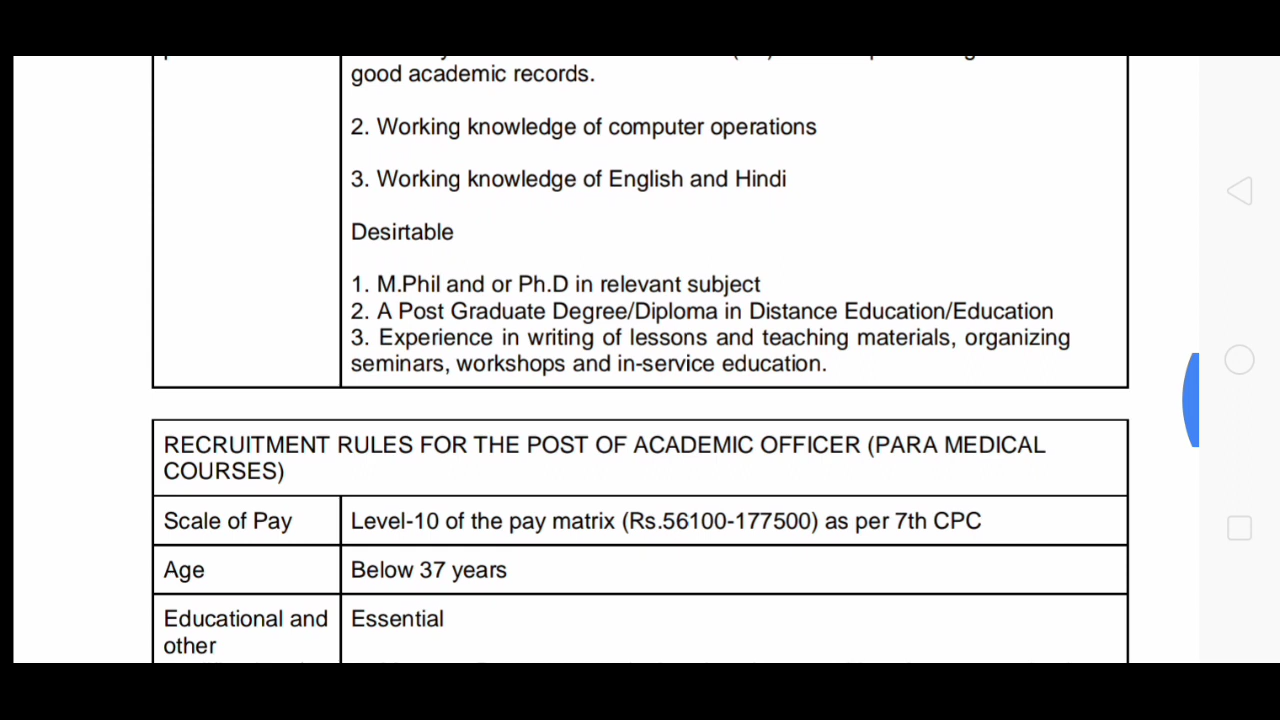 good academic records.
2. Working knowledge of computer operations
3. Working knowledge of English and Hindi
Desirtable
1. M.Phil and or Ph.D in relevant subject
2. A Post Graduate Degree/Diploma in Distance Education/Education
3. Experience in writing of lessons and teaching materials, organizing
seminars, workshops and in-service education.
RECRUITMENT RULES FOR THE POST OF ACADEMIC OFFICER (PARA MEDICAL
COURSES)
Scale of Pay Level-10 of the pay matrix (Rs.56100-177500) as per 7th CPC
Age Below 37 years
Educational and Essential
other